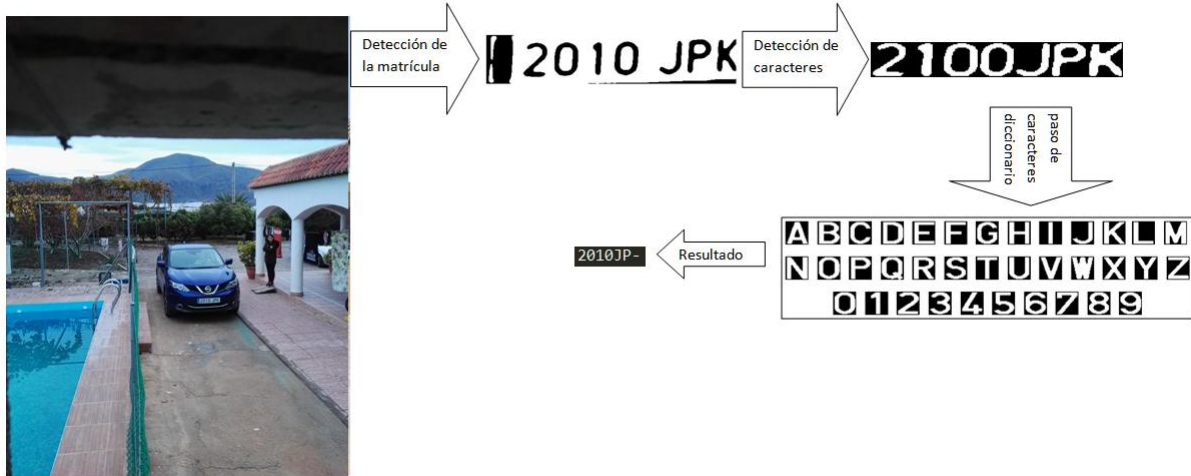 Detección de
la matrícula
2010 JPK
Detección de
caracteres
2100JPK
paso de
caracteres
diccionario
ABCDEFGHIJKLM
NOPQRSTUVWXYZ
0123456789
Resultado
2010JP-